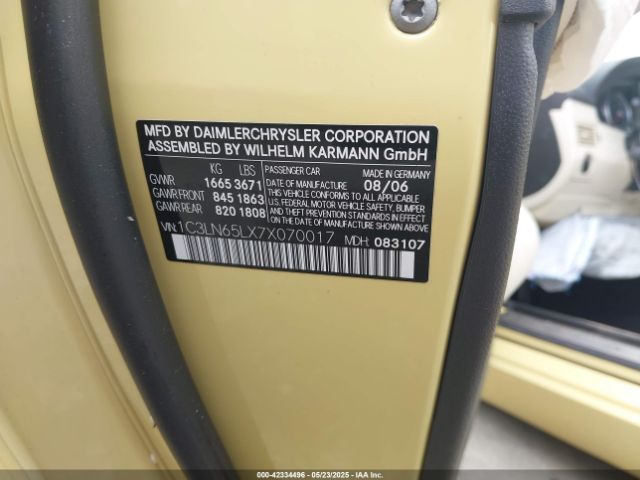 MFD BY DAIMLERCHRYSLER CORPORATION
ASSEMBLED BY WILHELM KARMANN GmbH
KG LBS
GVWR 1665 3671
GAWR FRONT 845 1863
GAWR REAR 820 1808
PASSENGER CAR MADE IN GERMANY
DATE OF MANUFACTURE 08/06
THIS VEHICLE CONFORMS TO ALL APPLICABLE
U.S. FEDERAL MOTOR VEHICLE SAFETY, BUMPER,
AND THEFT PREVENTION STANDARDS IN EFFECT
ON THE DATE OF MANUFACTURE SHOWN ABOVE.
VIN: 1C3LN65LX7X070017 MDH: 083107
000-42334496 - 05/23/2025 - IAAI, Inc.